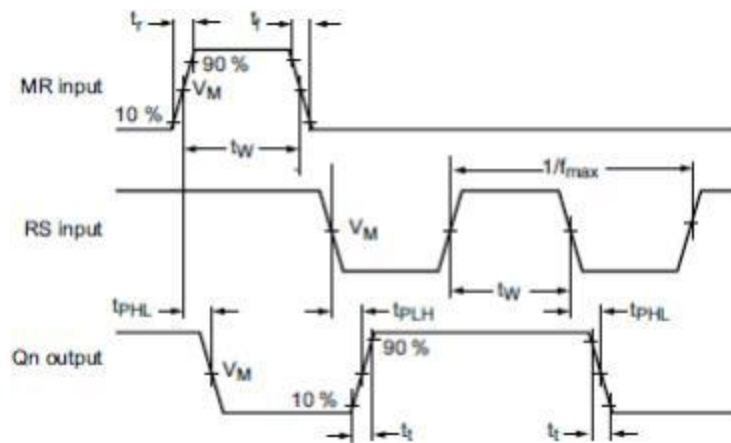 tr tf
90 %
MR input VM
10 %
tW
1/fmax
RS input VM
tW
tPHL tPLH tPHL
90 %
Qn output VM
10 %
tt tt